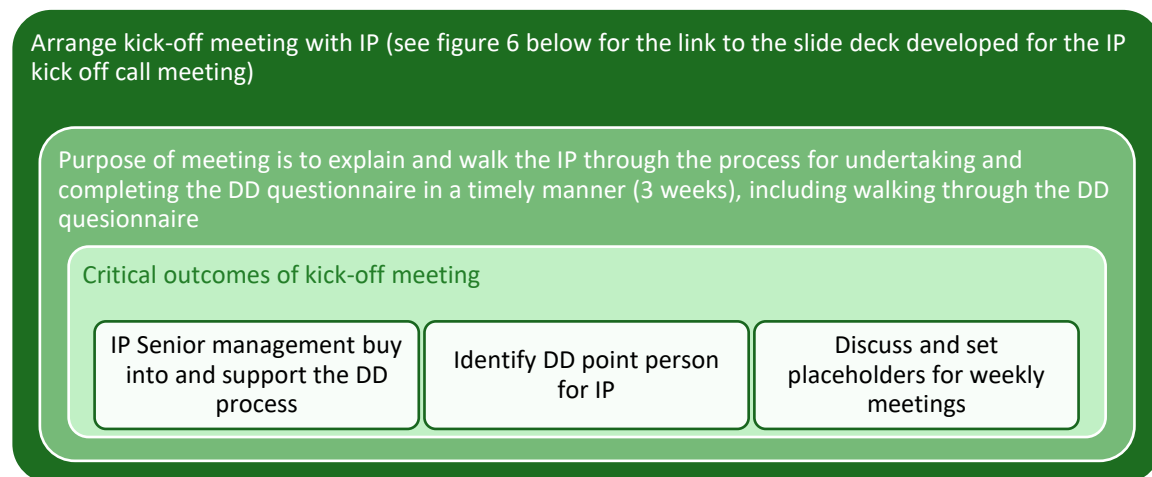 Arrange kick-off meeting with IP (see figure 6 below for the link to the slide deck developed for the IP
kick off call meeting)
Purpose of meeting is to explain and walk the IP through the process for undertaking and
completing the DD questionnaire in a timely manner (3 weeks), including walking through the DD
quesionnaire
Critical outcomes of kick-off meeting
IP Senior management buy
into and support the DD
process
Identify DD point person
for IP
Discuss and set
placeholders for weekly
meetings